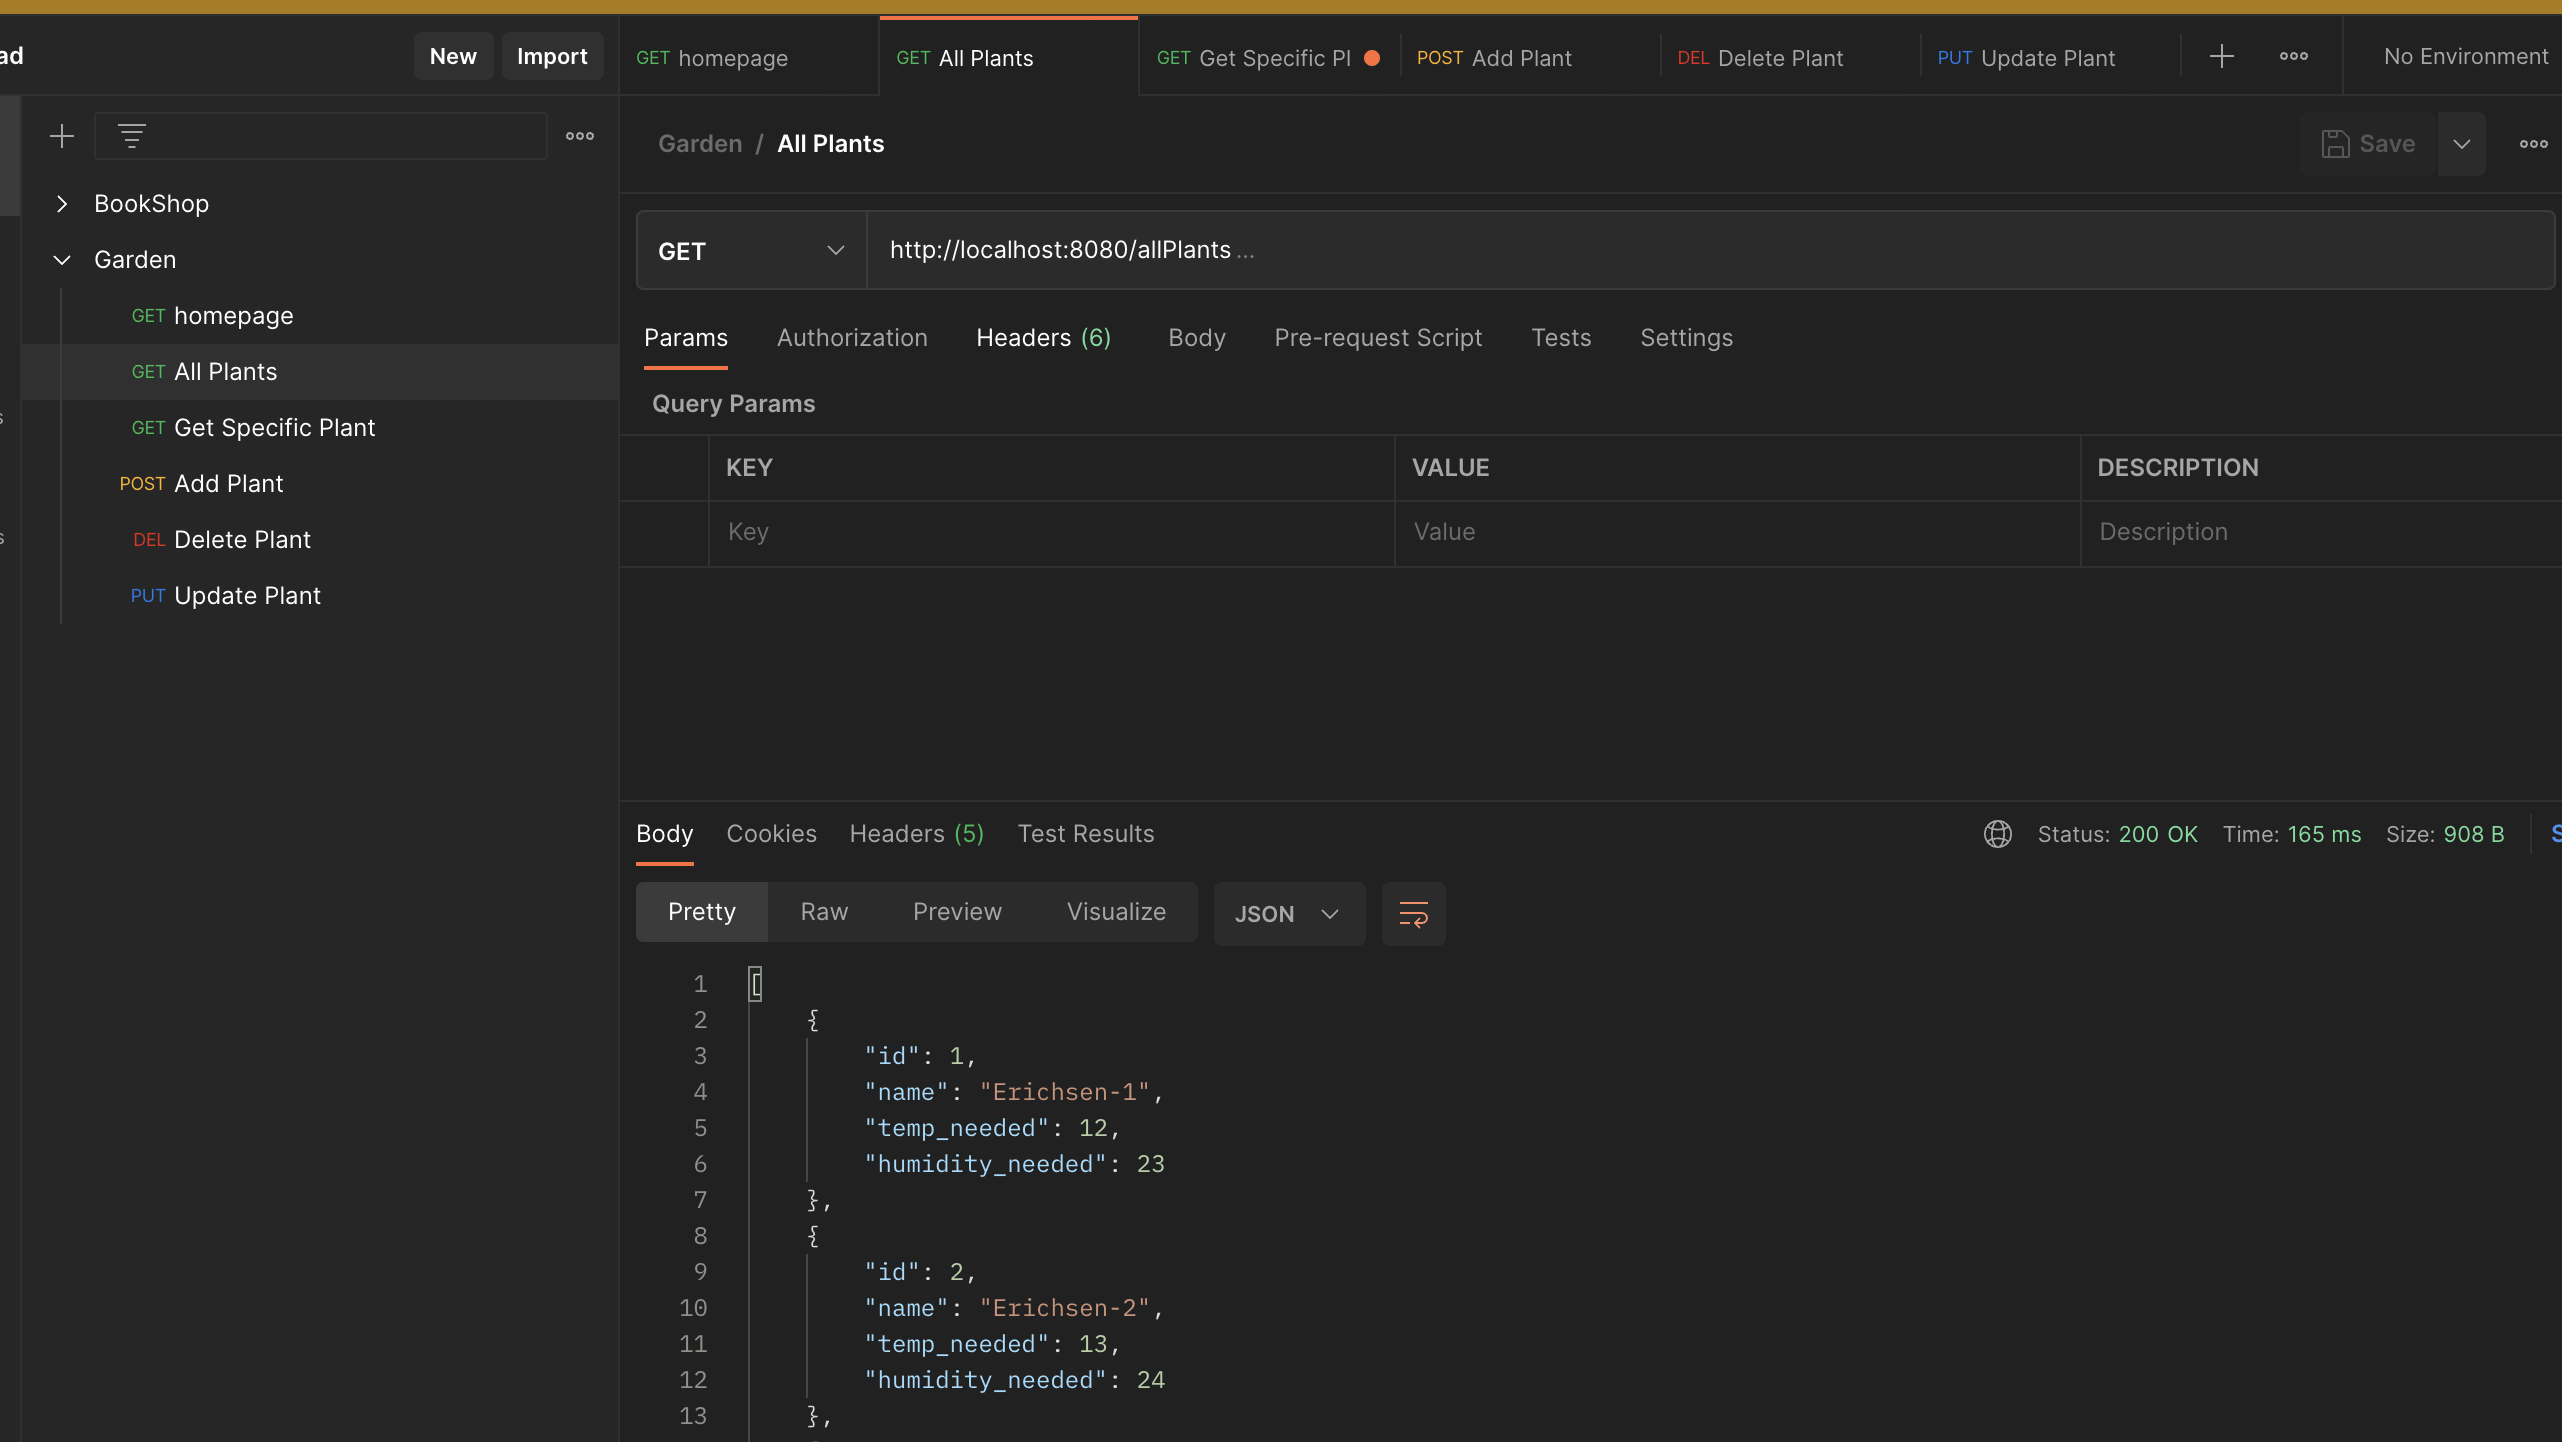 ad
New
Import
GET homepage
GET All Plants
GET Get Specific Pl
POST Add Plant
DEL Delete Plant
PUT Update Plant
No Environment
BookShop
Garden
GET homepage
GET All Plants
GET Get Specific Plant
POST Add Plant
DEL Delete Plant
PUT Update Plant
Garden / All Plants
Save
GET
http://localhost:8080/allPlants ...
Params Authorization Headers (6) Body Pre-request Script Tests Settings
Query Params
KEY VALUE DESCRIPTION
Key Value Description
Body Cookies Headers (5) Test Results
Status: 200 OK Time: 165 ms Size: 908 B S
Pretty Raw Preview Visualize JSON
1 [
2 {
3 "id": 1,
4 "name": "Erichsen-1",
5 "temp_needed": 12,
6 "humidity_needed": 23
7 },
8 {
9 "id": 2,
10 "name": "Erichsen-2",
11 "temp_needed": 13,
12 "humidity_needed": 24
13 },